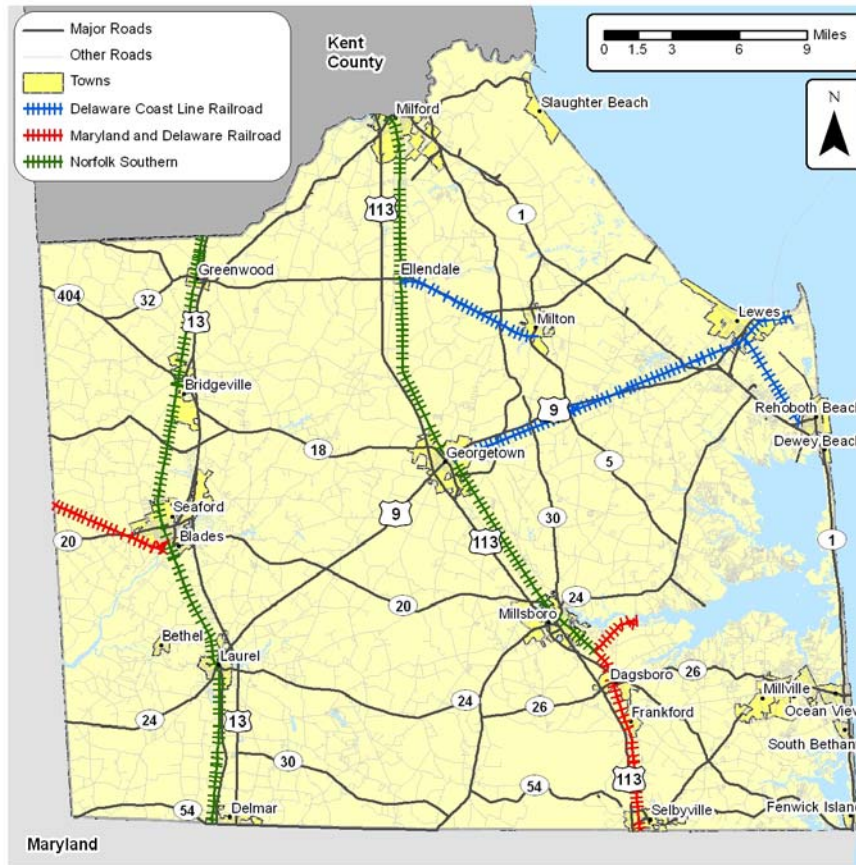 Major Roads
Other Roads
Towns
Delaware Coast Line Railroad
Maryland and Delaware Railroad
Norfolk Southern
Kent
County
0 1.5 3 6 9 Miles
N
Milford
Slaughter Beach
113
1
Greenwood
Ellendale
404
32
13
Milton
Lewes
Bridgeville
9
Rehoboth Beach
Dewey Beach
18
Georgetown
5
Seaford
9
30
20
Blades
113
1
20
24
Millsboro
Bethel
Laurel
Dagsboro
26
24
24
26
Millville
Ocean View
13
Frankford
South Bethan
30
113
54
54
Delmar
Selbyville
Fenwick Island
Maryland